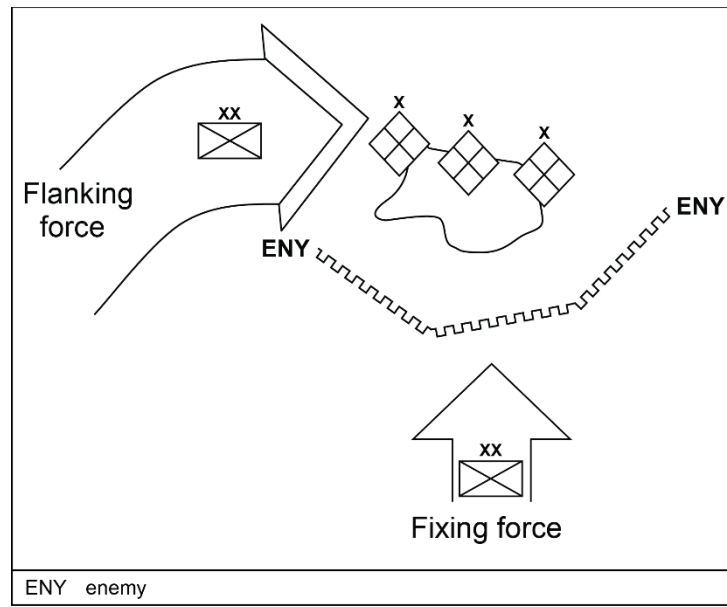 XX
X
X
X
Flanking
force
ENY
ENY
XX
Fixing force
ENY enemy